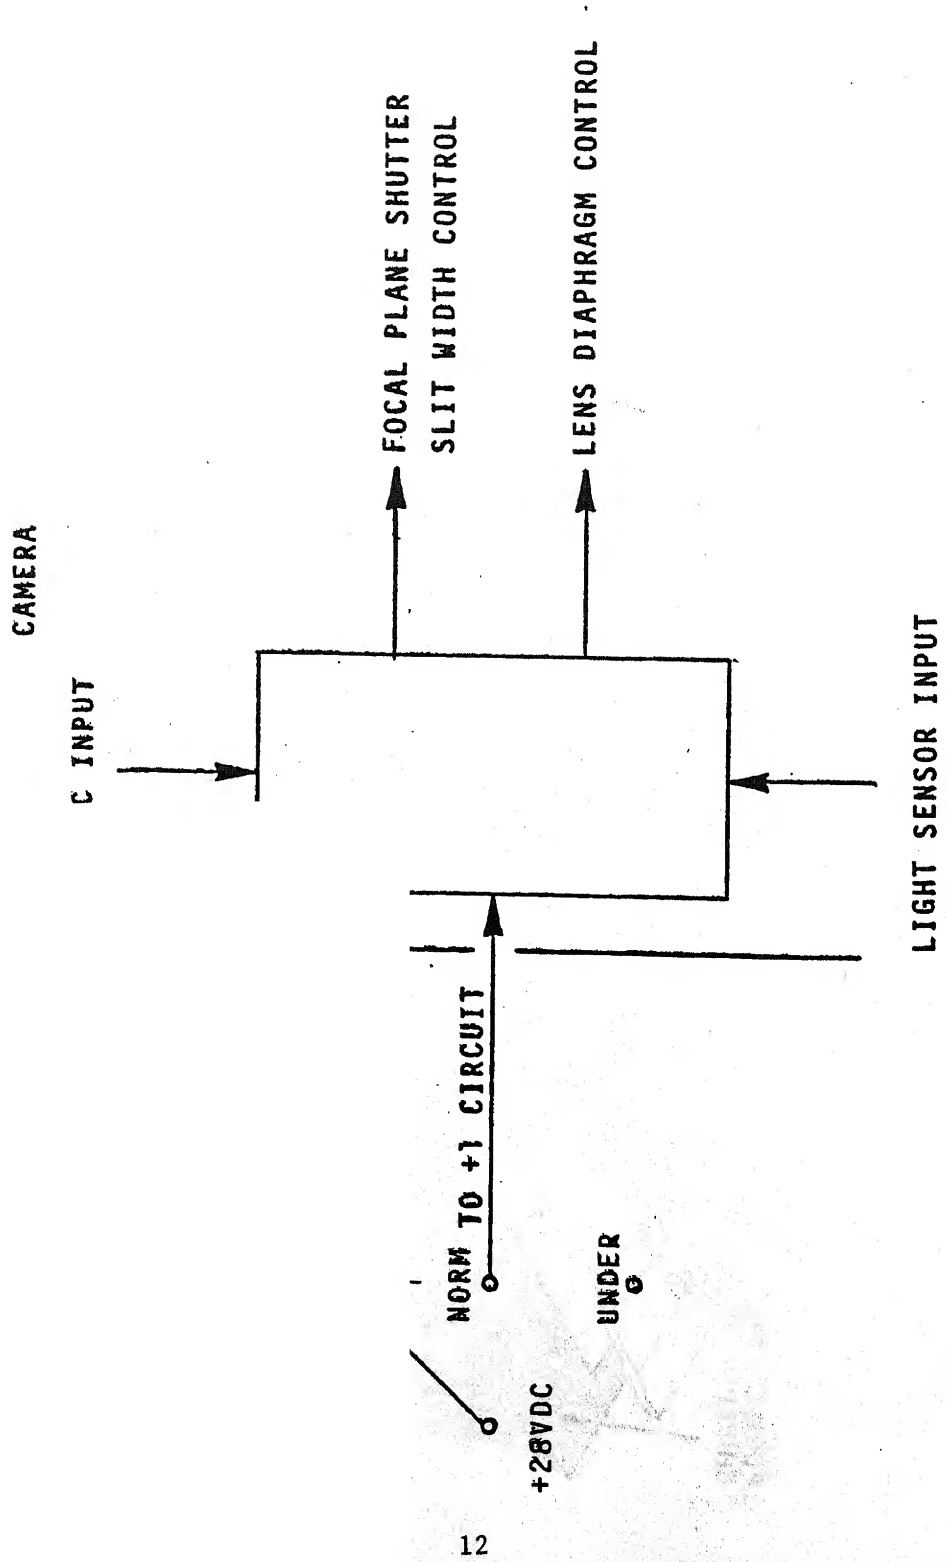 CAMERA
C INPUT
FOCAL PLANE SHUTTER
SLIT WIDTH CONTROL
NORM TO +1 CIRCUIT
LENS DIAPHRAGM CONTROL
UNDER
+28VDC
LIGHT SENSOR INPUT
12